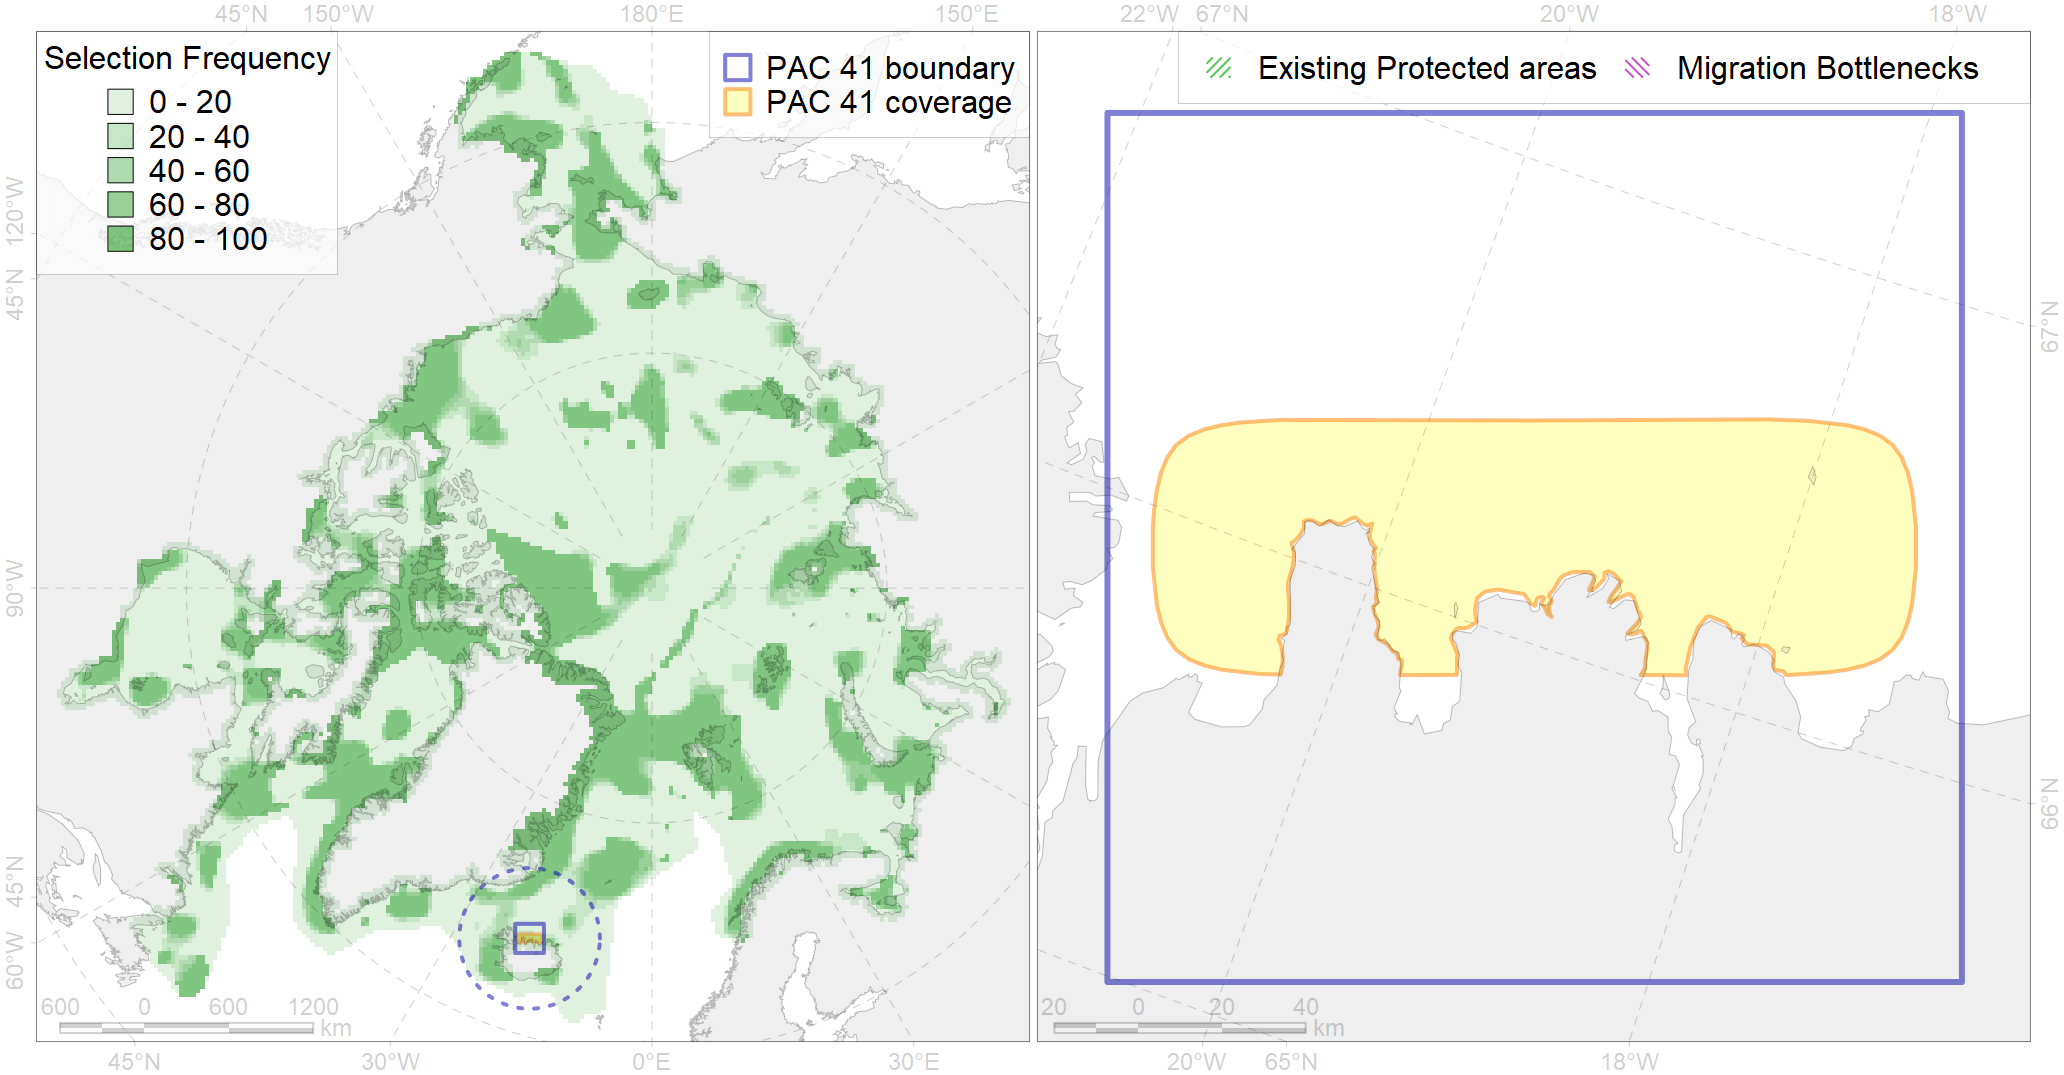 45°N 150°W 180°E 150°E 22°W 67°N 20°W 18°W
Selection Frequency
0 - 20
20 - 40
40 - 60
60 - 80
80 - 100
PAC 41 boundary
PAC 41 coverage
Existing Protected areas Migration Bottlenecks
120°W
45°N
90°W
45°N
60°W
67°N
66°N
600 0 600 1200 km
20 0 20 40 km
45°N 30°W 0°E 30°E 20°W 65°N 18°W